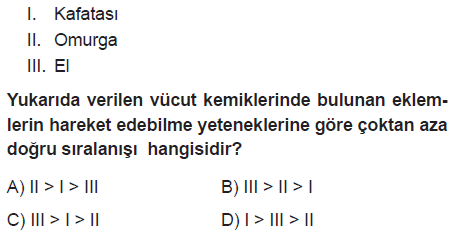 I. Kafatası
II. Omurga
III. El
Yukarıda verilen vücut kemiklerinde bulunan eklem-
lerin hareket edebilme yeteneklerine göre çoktan aza
doğru sıralanışı hangisidir?
A) II > I > III B) III > II > I
C) III > I > II D) I > III > II